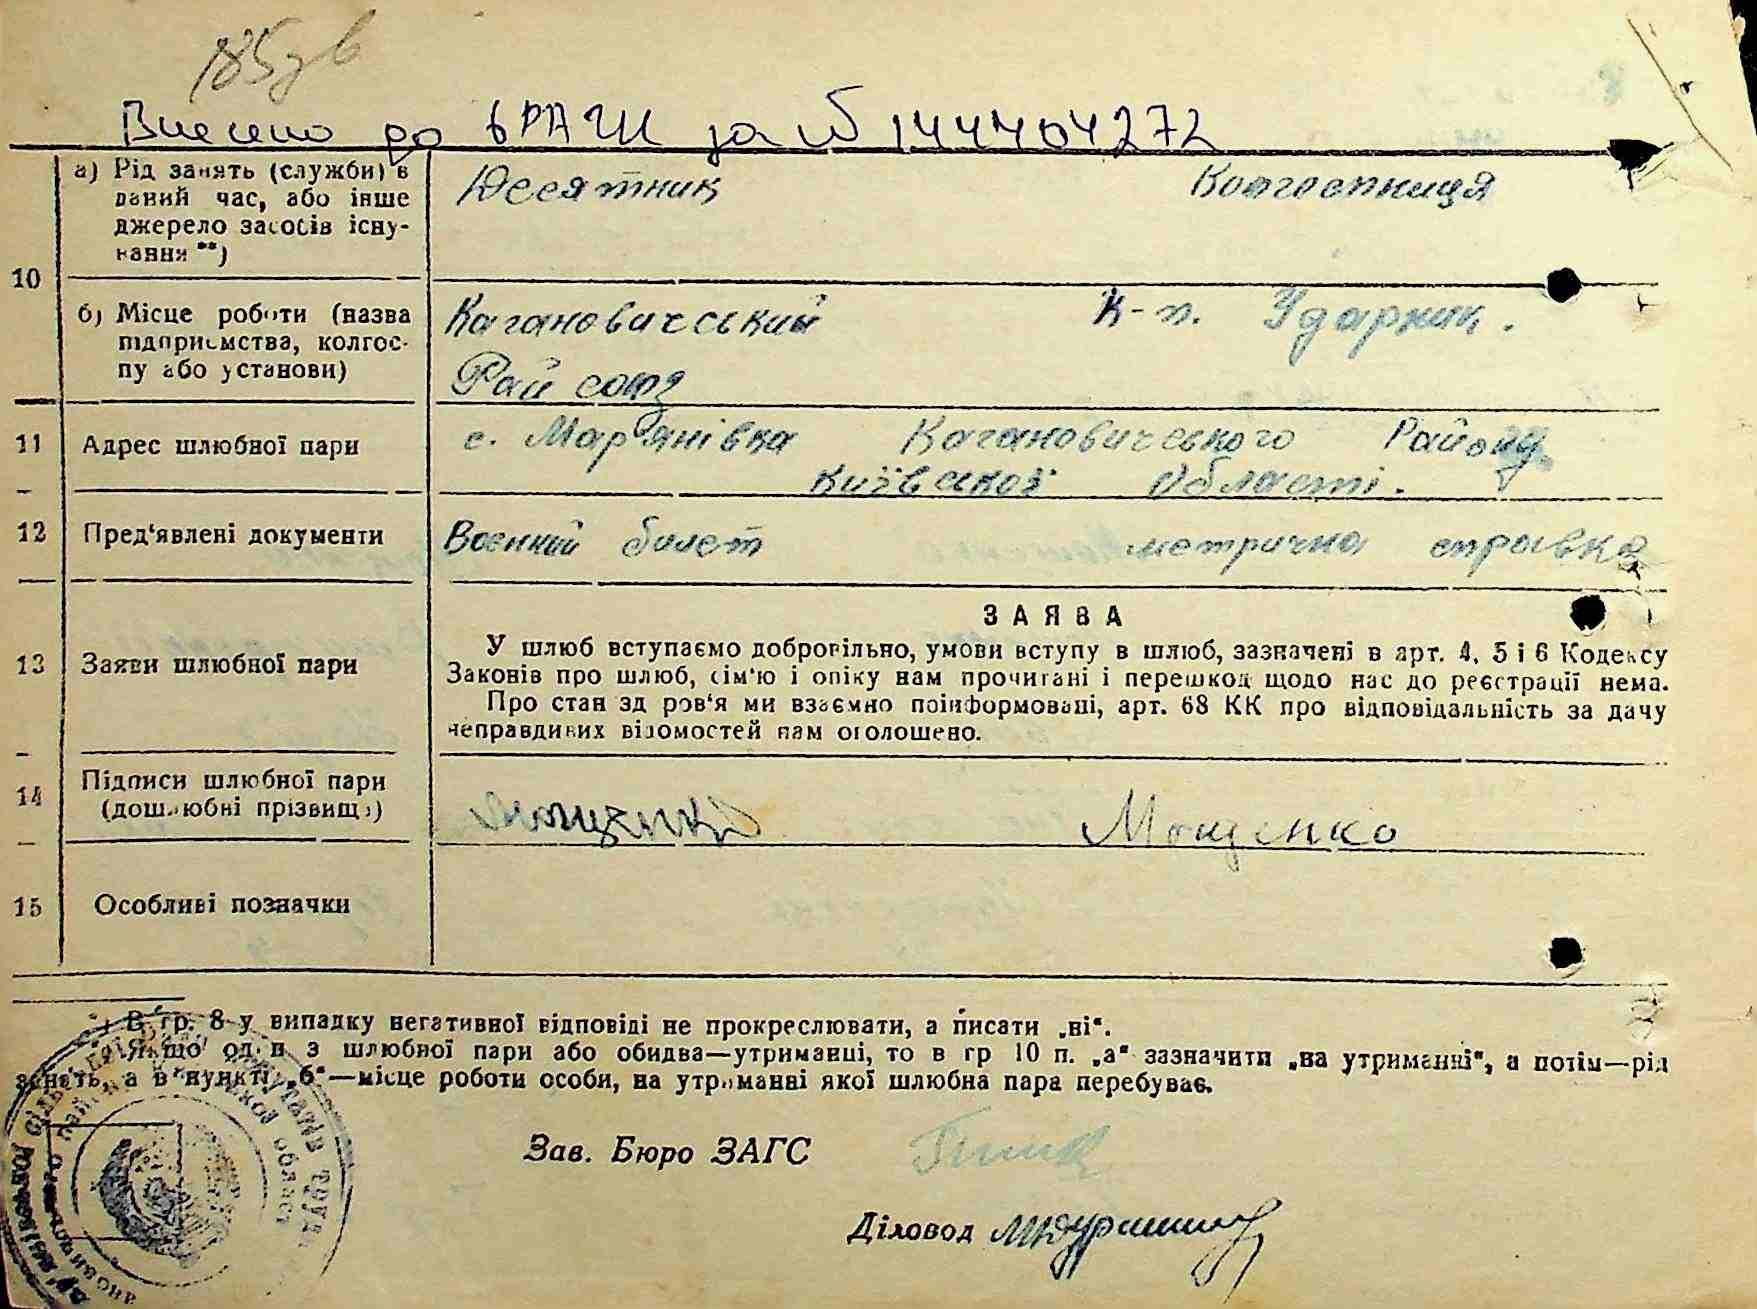 185
Внесено до ДРАЦС за № 144404272
10
а) Рід занять (служби) в
даний час, або інше
джерело засобів існу-
вання **)
Десятник Колгоспниця
б) Місце роботи (назва
підприємства, колгос-
пу або установи)
Кагановичський К-п. Ударник.
Рай союз
11 Адрес шлюбної пари
с. Мар'янівка Кагановичського Району
Київської Області.
12 Пред'явлені документи
Военний билет метрична справка
13 Заяви шлюбної пари
ЗАЯВА
У шлюб вступаємо добровільно, умови вступу в шлюб, зазначені в арт. 4, 5 і 6 Кодексу
Законів про шлюб, сім'ю і опіку нам прочитані і перешкод щодо нас до реєстрації нема.
Про стан здоров'я ми взаємно поінформовані, арт. 68 КК про відповідальність за дачу
неправдивих відомостей нам оголошено.
14 Підписи шлюбної пари
(дошлюбні прізвища)
Мощенко
15 Особливі позначки
*) В гр. 8 у випадку негативної відповіді не прокреслювати, а писати „ні".
**) Якщо один з шлюбної пари або обидва—утриманці, то в гр 10 п. „а" зазначити „на утриманні", а потім—рід
занять, а в пункті „б"—місце роботи особи, на утриманні якої шлюбна пара перебуває.
Зав. Бюро ЗАГС
Діловод